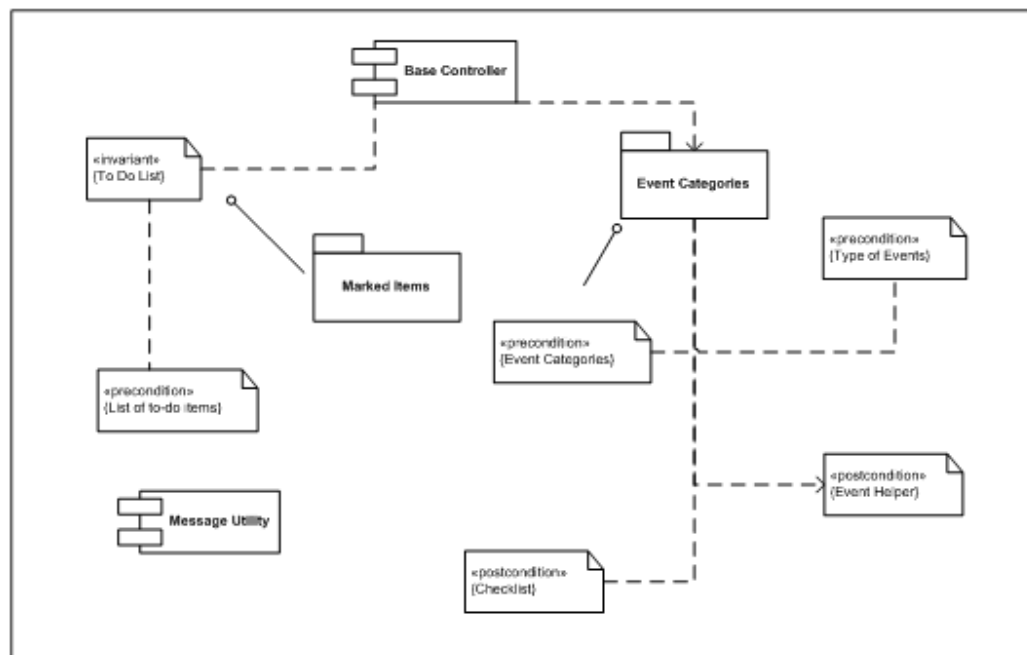 Base Controller
«invariant»
{To Do List}
Event Categories
«precondition»
{Type of Events}
Marked Items
«precondition»
{Event Categories}
«precondition»
{List of to-do items}
«postcondition»
{Event Helper}
Message Utility
«postcondition»
{Checklist}